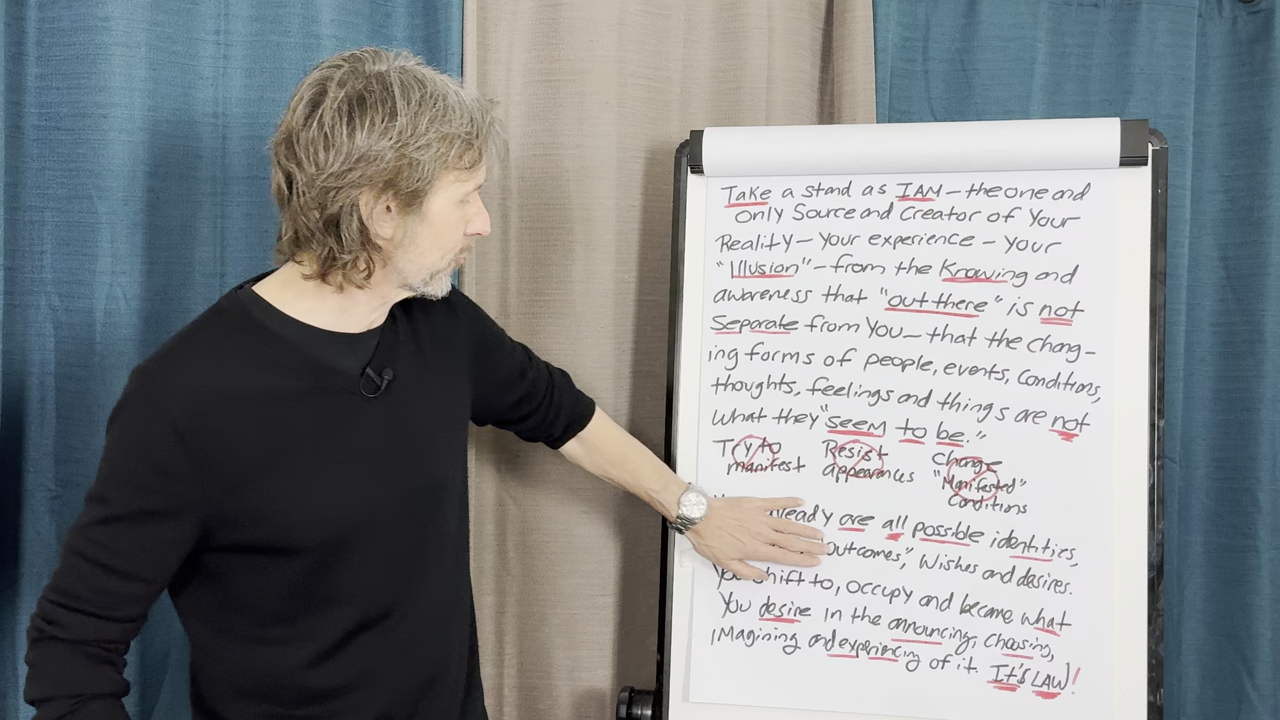 Take a stand as I AM - the one and
only Source and Creator of Your
Reality - Your experience - Your
"Illusion" - from the Knowing and
awareness that "out there" is not
Separate from You - that the chang-
ing forms of people, events, Conditions,
thoughts, feelings and things are not
What they "seem to be."
Try to manifest
Resist appearances
Change "Manifested" Conditions
already are all possible identities,
outcomes", Wishes and desires.
You shift to, occupy and become what
You desire in the announcing, choosing,
imagining and experiencing of it. It's LAW!